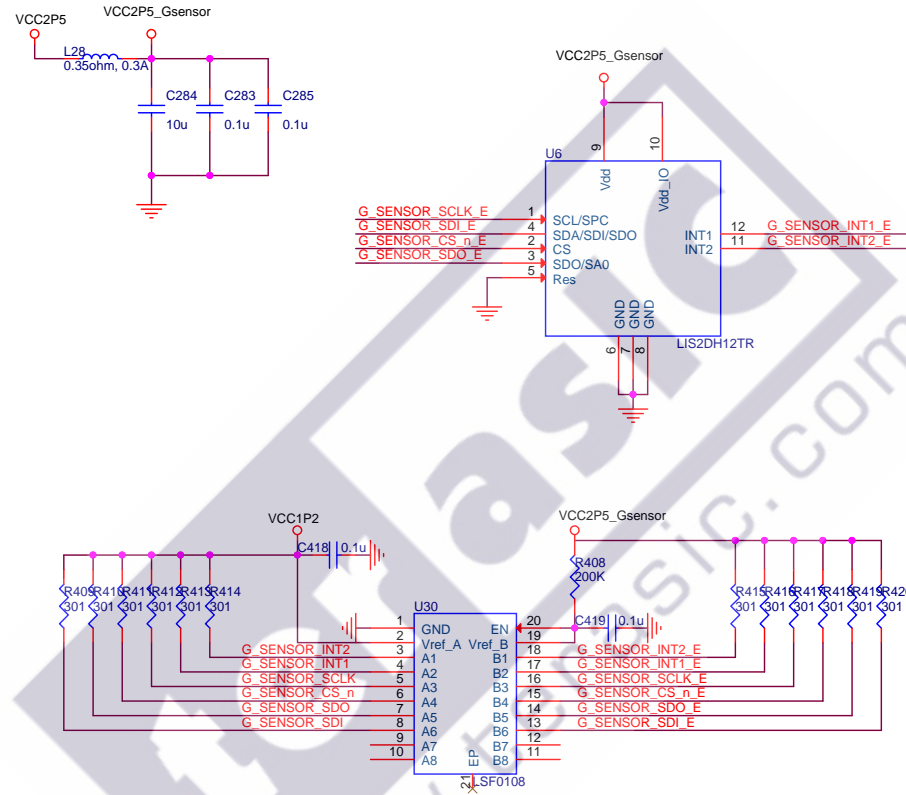 VCC2P5
VCC2P5_Gsensor
L28
0.35ohm, 0.3A
C284
10u
C283
0.1u
C285
0.1u
VCC2P5_Gsensor
9
10
U6
Vdd
Vdd_IO
G_SENSOR_SCLK_E 1 SCL/SPC
G_SENSOR_SDI_E 4 SDA/SDI/SDO
G_SENSOR_CS_n_E 2 CS
G_SENSOR_SDO_E 3 SDO/SA0
5 Res
INT1 12 G_SENSOR_INT1_E
INT2 11 G_SENSOR_INT2_E
GND GND GND
6 7 8
LIS2DH12TR
VCC1P2
C418 0.1u
R409 R410 R411 R412 R413 R414
301 301 301 301 301 301
VCC2P5_Gsensor
R408
200K
C419 0.1u
R415 R416 R417 R418 R419 R420
301 301 301 301 301 301
U30
1 GND EN 20
2 Vref_A Vref_B 19
G_SENSOR_INT2 3 A1 B1 18 G_SENSOR_INT2_E
G_SENSOR_INT1 4 A2 B2 17 G_SENSOR_INT1_E
G_SENSOR_SCLK 5 A3 B3 16 G_SENSOR_SCLK_E
G_SENSOR_CS_n 6 A4 B4 15 G_SENSOR_CS_n_E
G_SENSOR_SDO 7 A5 B5 14 G_SENSOR_SDO_E
G_SENSOR_SDI 8 A6 B6 13 G_SENSOR_SDI_E
9 A7 B7 12
10 A8 B8 11
EP
21
LSF0108
terasic
terasic.com